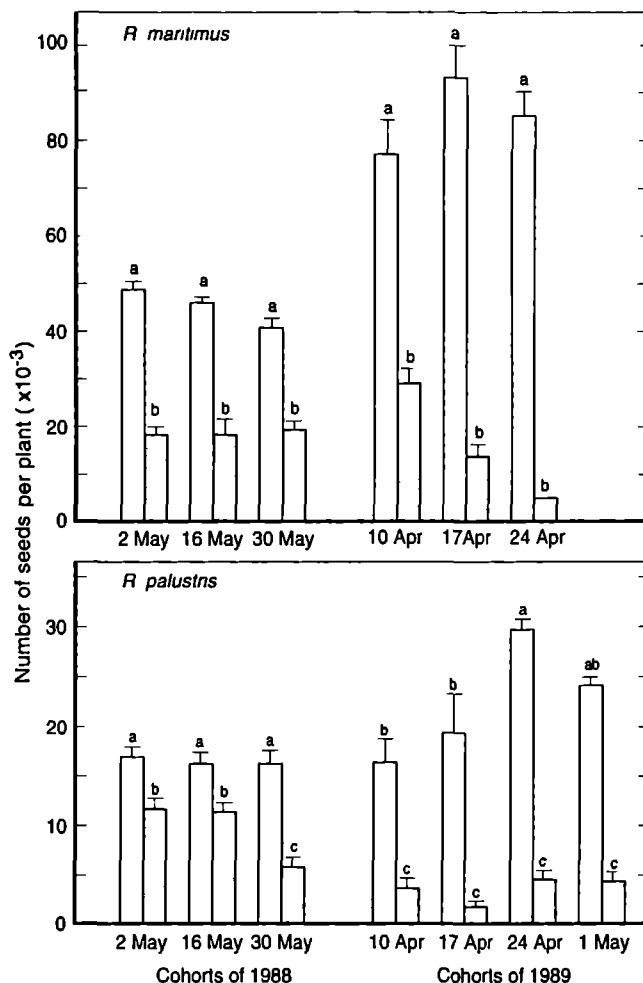 Number of seeds per plant ( x10-3)
R maritimus
100
80
60
40
20
0
a
b
a
b
a
b
a
b
a
b
a
b
2 May 16 May 30 May 10 Apr 17Apr 24 Apr
R palustns
30
20
10
0
a
b
a
b
a
c
b
c
b
c
a
c
ab
c
2 May 16 May 30 May 10 Apr 17 Apr 24 Apr 1 May
Cohorts of 1988 Cohorts of 1989